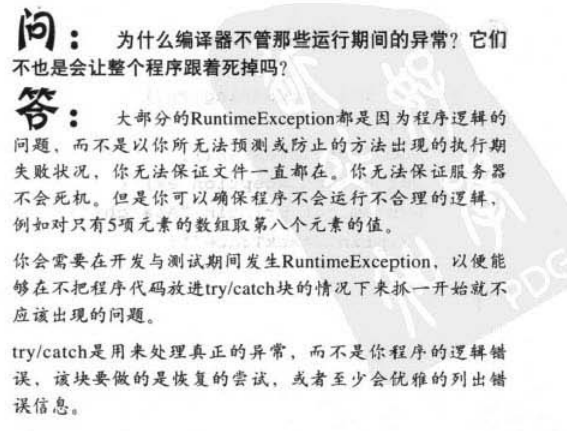 问： 为什么编译器不管那些运行期间的异常？它们
不也是会让整个程序跟着死掉吗？
答： 大部分的RuntimeException都是因为程序逻辑的
问题，而不是以你所无法预测或防止的方法出现的执行期
失败状况，你无法保证文件一直都在。你无法保证服务器
不会死机。但是你可以确保程序不会运行不合理的逻辑，
例如对只有5项元素的数组取第八个元素的值。
你会需要在开发与测试期间发生RuntimeException，以便能
够在不把程序代码放进try/catch块的情况下来抓一开始就不
应该出现的问题。
try/catch是用来处理真正的异常，而不是你程序的逻辑错
误，该块要做的是恢复的尝试，或者至少会优雅的列出错
误信息。
PDG